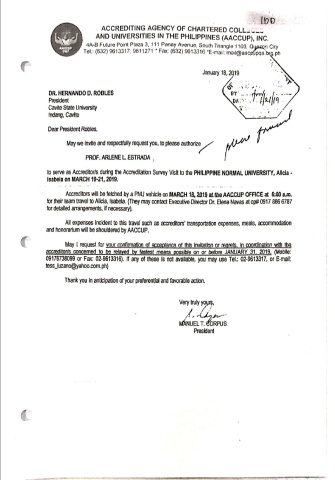 ACCREDITING AGENCY OF CHARTERED
AND UNIVERSITIES IN THE PHILIPPINES (AACCUP), INC.
4A-B Future Point Plaza 3, 111 Panay Avenue, South Triangle 1103, Quezon City
Tel.: (632) 9613317, 9611271 * Fax: (632) 9613316 *E-mail:
January 18, 2019
DR. HERNANDO D. ROBLES
President
Cavite State University
Indang, Cavite
Dear President Robles,
please forward
May we invite and respectfully request you, to please authorize
PROF. ARLENE L. ESTRADA
to serve as Accreditor/s during the Accreditation Survey Visit to the PHILIPPINE NORMAL UNIVERSITY, Alicia -
Isabela on MARCH 19-21, 2019.
Accreditors will be fetched by a PNU vehicle on MARCH 18, 2019 at the AACCUP OFFICE at 6:00 a.m.
for their team travel to Alicia, Isabela (They may contact Executive Director Dr. Elena Navas at cp# 0917 866 6787
for detailed arrangements, if necessary).
All expenses incident to this travel such as accreditors' transportation expenses, meals, accommodation
and honorarium will be shouldered by AACCUP.
May I request for your confirmation of acceptance of this invitation or regrets, in coordination with the
accreditor/s concerned to be relayed by fastest means possible on or before JANUARY 31, 2019. (Mobile:
09176738099 or Fax: 02-9613316). If any of these is not available, you may use Tel.: 02-9613317, or E-mail:
tess_juzano@yahoo.com.ph)
Thank you in anticipation of your preferential and favorable action.
Very truly yours,
MANUEL T. CORPUS
President